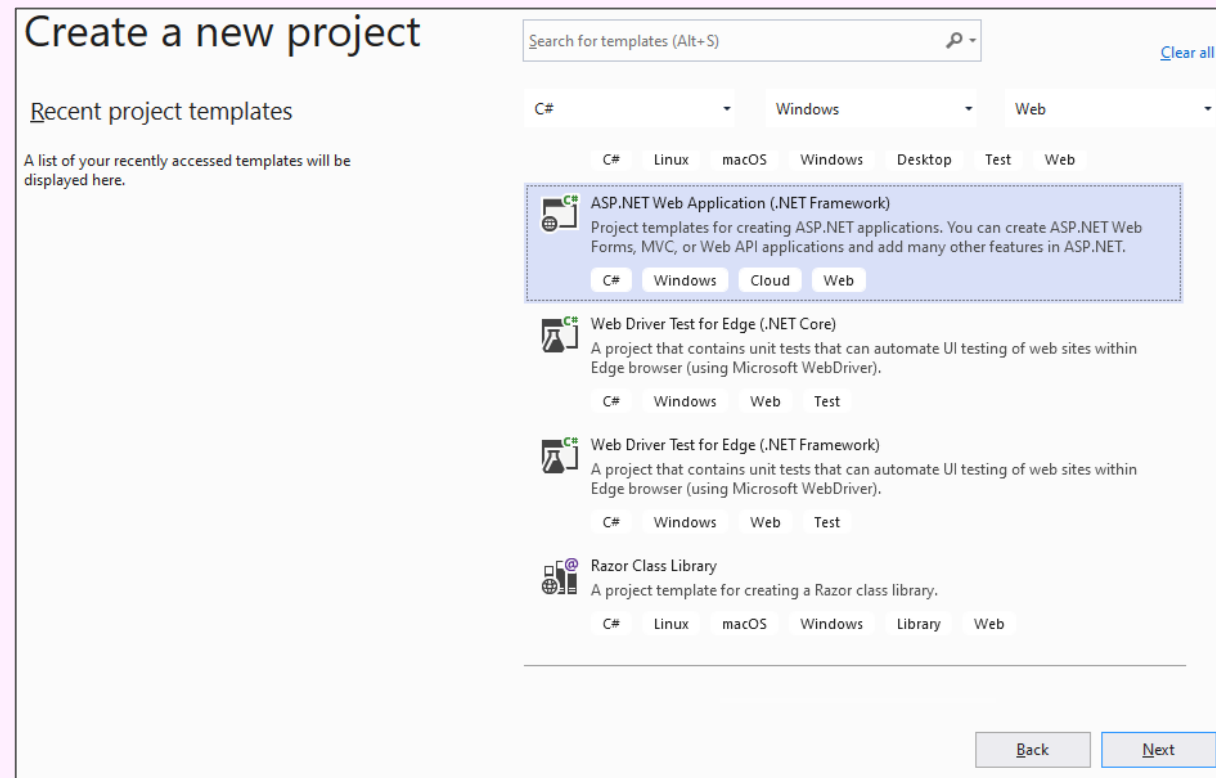 Create a new project
Search for templates (Alt+S)
Clear all
Recent project templates
A list of your recently accessed templates will be
displayed here.
C# Windows Web
C# Linux macOS Windows Desktop Test Web
C#
ASP.NET Web Application (.NET Framework)
Project templates for creating ASP.NET applications. You can create ASP.NET Web
Forms, MVC, or Web API applications and add many other features in ASP.NET.
C# Windows Cloud Web
C#
Web Driver Test for Edge (.NET Core)
A project that contains unit tests that can automate UI testing of web sites within
Edge browser (using Microsoft WebDriver).
C# Windows Web Test
C#
Web Driver Test for Edge (.NET Framework)
A project that contains unit tests that can automate UI testing of web sites within
Edge browser (using Microsoft WebDriver).
C# Windows Web Test
@
Razor Class Library
A project template for creating a Razor class library.
C# Linux macOS Windows Library Web
Back Next